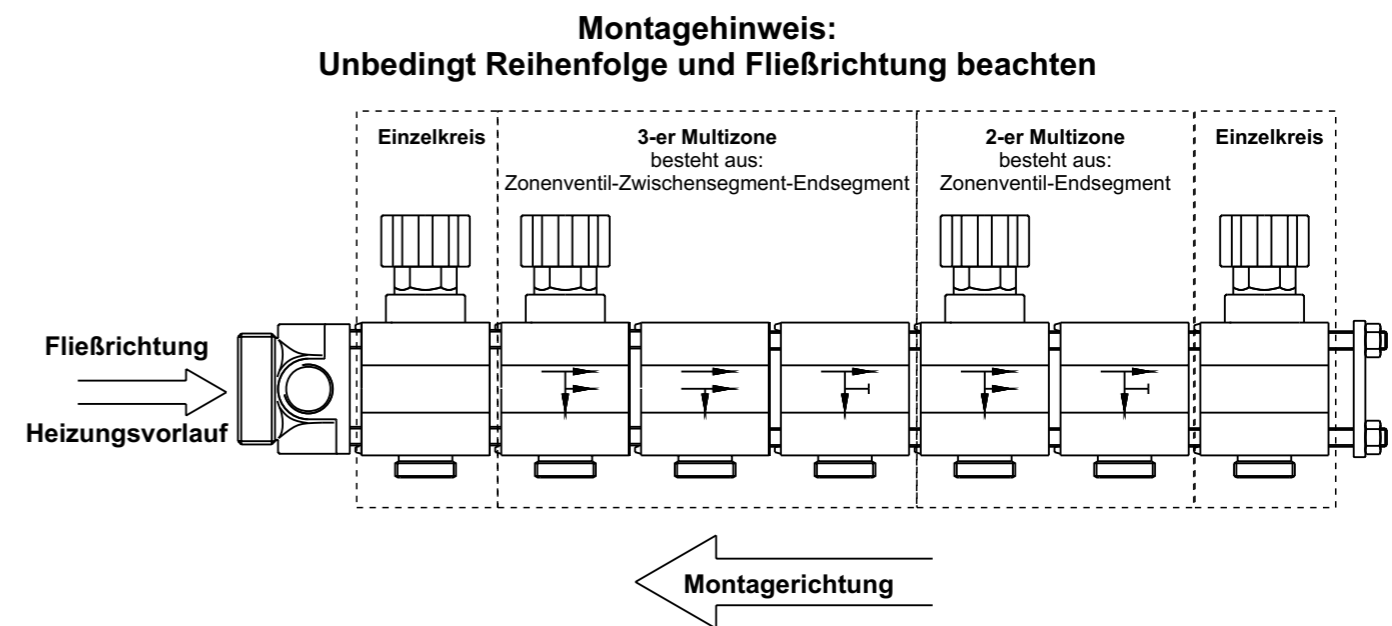 Montagehinweis:
Unbedingt Reihenfolge und Fließrichtung beachten
Einzelkreis
3-er Multizone
besteht aus:
Zonenventil-Zwischensegment-Endsegment
2-er Multizone
besteht aus:
Zonenventil-Endsegment
Einzelkreis
Fließrichtung
Heizungsvorlauf
Montagerichtung